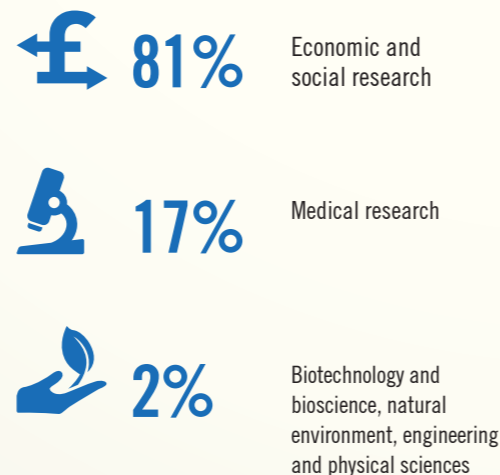 81%
Economic and
social research
17%
Medical research
2%
Biotechnology and
bioscience, natural
environment, engineering
and physical sciences